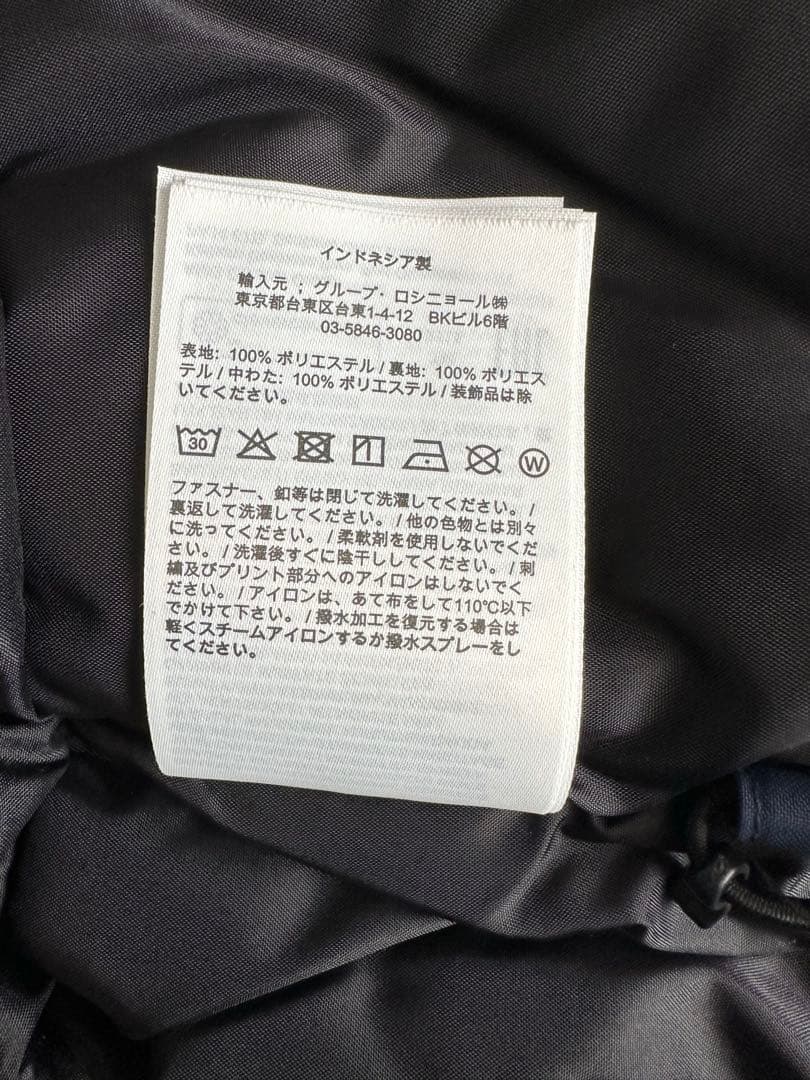 インドネシア製
輸入元 ; グループ・ロシニョール㈱
東京都台東区台東1-4-12 BKビル6階
03-5846-3080
表地: 100% ポリエステル / 裏地: 100% ポリエス
テル / 中わた: 100% ポリエステル / 装飾品は除
いてください。
30
W
ファスナー、釦等は閉じて洗濯してください。 /
裏返して洗濯してください。 / 他の色物とは別々
に洗ってください。 / 柔軟剤を使用しないでくだ
さい。 / 洗濯後すぐに陰干ししてください。 / 刺
繍及びプリント部分へのアイロンはしないでく
ださい。 / アイロンは、あて布をして110℃以下
でかけて下さい。 / 撥水加工を復元する場合は
軽くスチームアイロンするか撥水スプレーをし
てください。